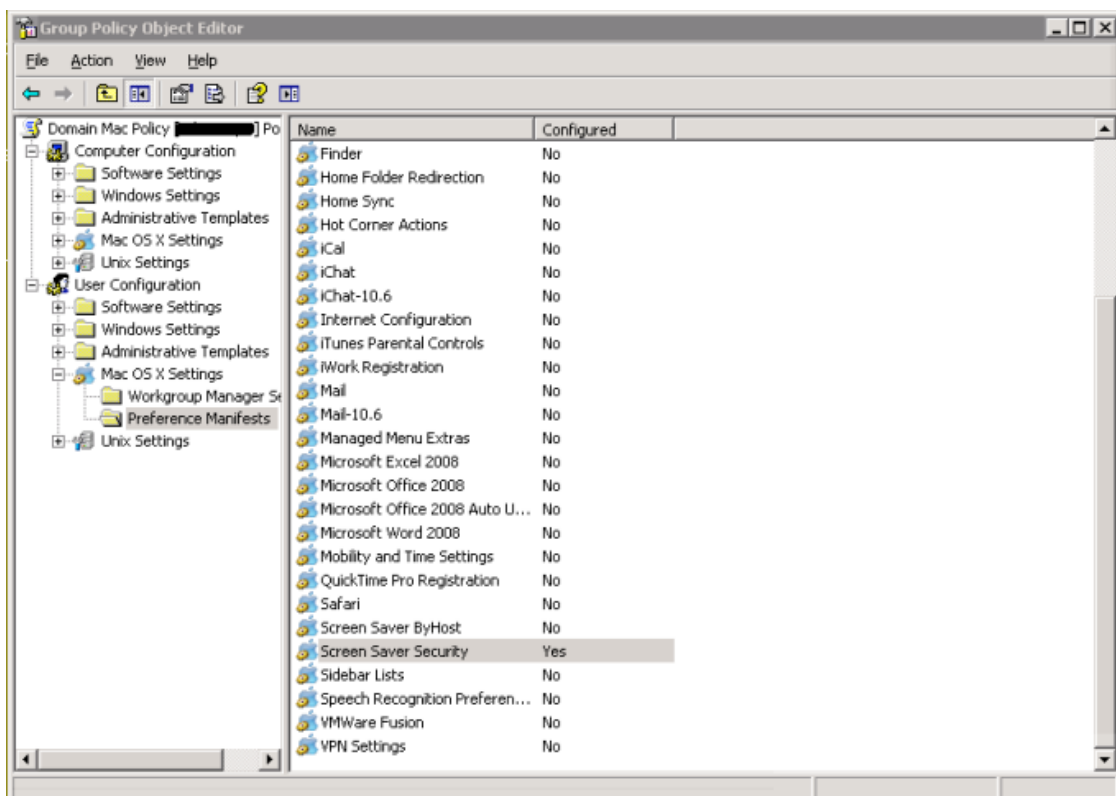 Group Policy Object Editor
File Action View Help
Domain Mac Policy [ ] Po
Computer Configuration
Software Settings
Windows Settings
Administrative Templates
Mac OS X Settings
Unix Settings
User Configuration
Software Settings
Windows Settings
Administrative Templates
Mac OS X Settings
Workgroup Manager Se
Preference Manifests
Unix Settings
Name Configured
Finder No
Home Folder Redirection No
Home Sync No
Hot Corner Actions No
iCal No
iChat No
iChat-10.6 No
Internet Configuration No
iTunes Parental Controls No
iWork Registration No
Mail No
Mail-10.6 No
Managed Menu Extras No
Microsoft Excel 2008 No
Microsoft Office 2008 No
Microsoft Office 2008 Auto U... No
Microsoft Word 2008 No
Mobility and Time Settings No
QuickTime Pro Registration No
Safari No
Screen Saver ByHost No
Screen Saver Security Yes
Sidebar Lists No
Speech Recognition Preferen... No
VMWare Fusion No
VPN Settings No